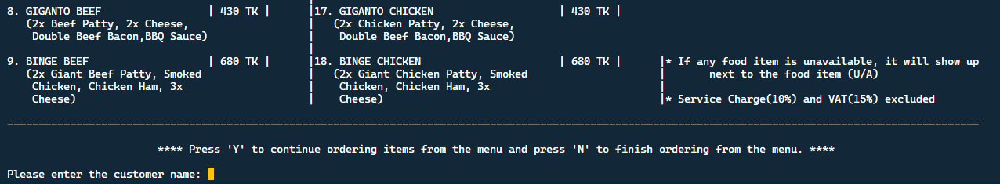 8. GIGANTO BEEF | 430 TK | |17. GIGANTO CHICKEN | 430 TK |
(2x Beef Patty, 2x Cheese, | (2x Chicken Patty, 2x Cheese,
Double Beef Bacon,BBQ Sauce) | Double Beef Bacon,BBQ Sauce)
|
9. BINGE BEEF | 680 TK | |18. BINGE CHICKEN | 680 TK | |* If any food item is unavailable, it will show up
(2x Giant Beef Patty, Smoked | (2x Giant Chicken Patty, Smoked | next to the food item (U/A)
Chicken, Chicken Ham, 3x | Chicken, Chicken Ham, 3x |
Cheese) | Cheese) |* Service Charge(10%) and VAT(15%) excluded
**** Press 'Y' to continue ordering items from the menu and press 'N' to finish ordering from the menu. ****
Please enter the customer name: